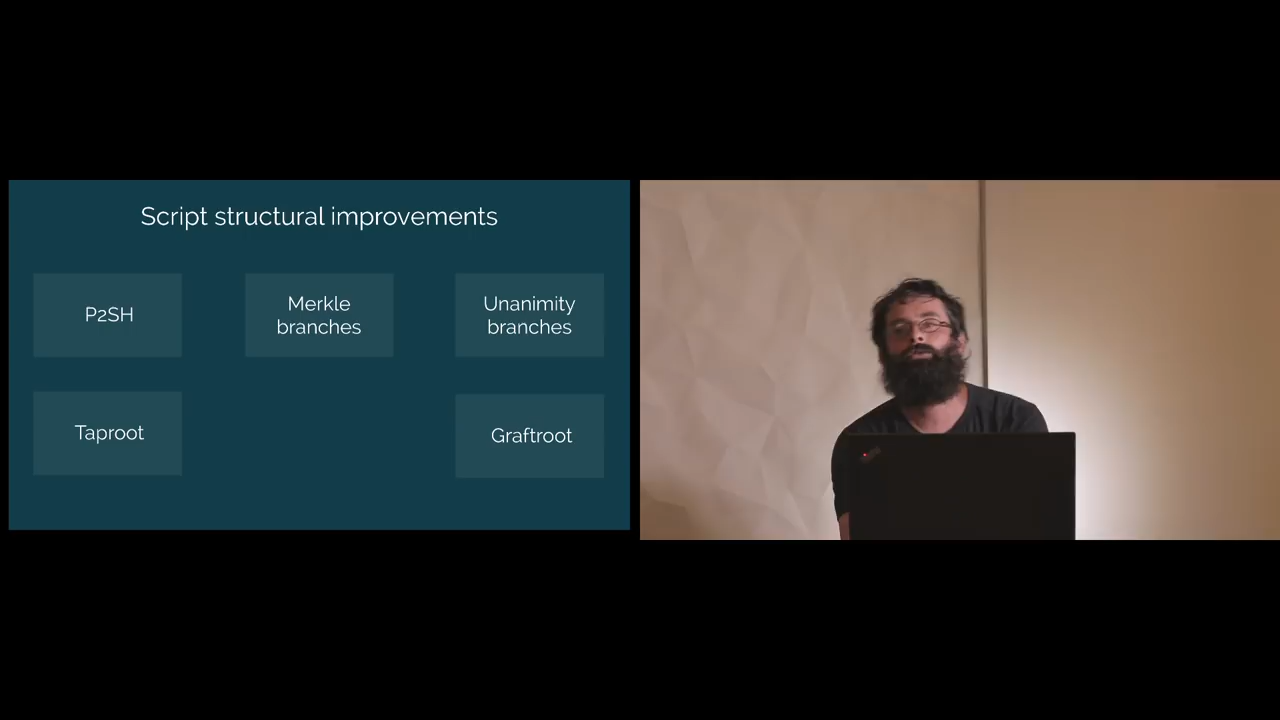 Script structural improvements
P2SH
Merkle
branches
Unanimity
branches
Taproot
Graftroot